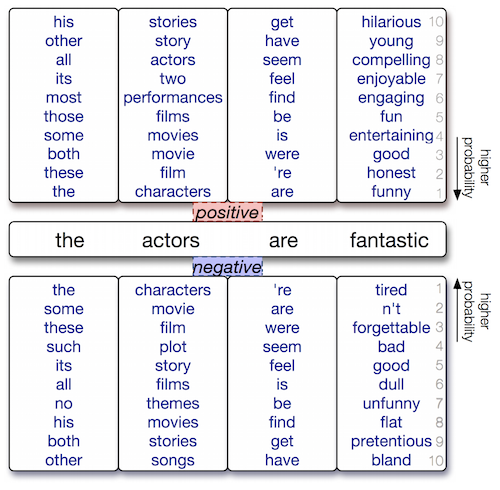 his stories get hilarious 10
other story have young 9
all actors seem compelling 8
its two feel enjoyable 7
most performances find engaging 6
those films be fun 5
some movies is entertaining 4
both movie were good 3
these film 're honest 2
the characters are funny 1
higher
probability
positive
the actors are fantastic
negative
the characters 're tired 1
some movie are n't 2
these film were forgettable 3
such plot seem bad 4
its story feel good 5
all films is dull 6
no themes be unfunny 7
his movies find flat 8
both stories get pretentious 9
other songs have bland 10
higher
probability